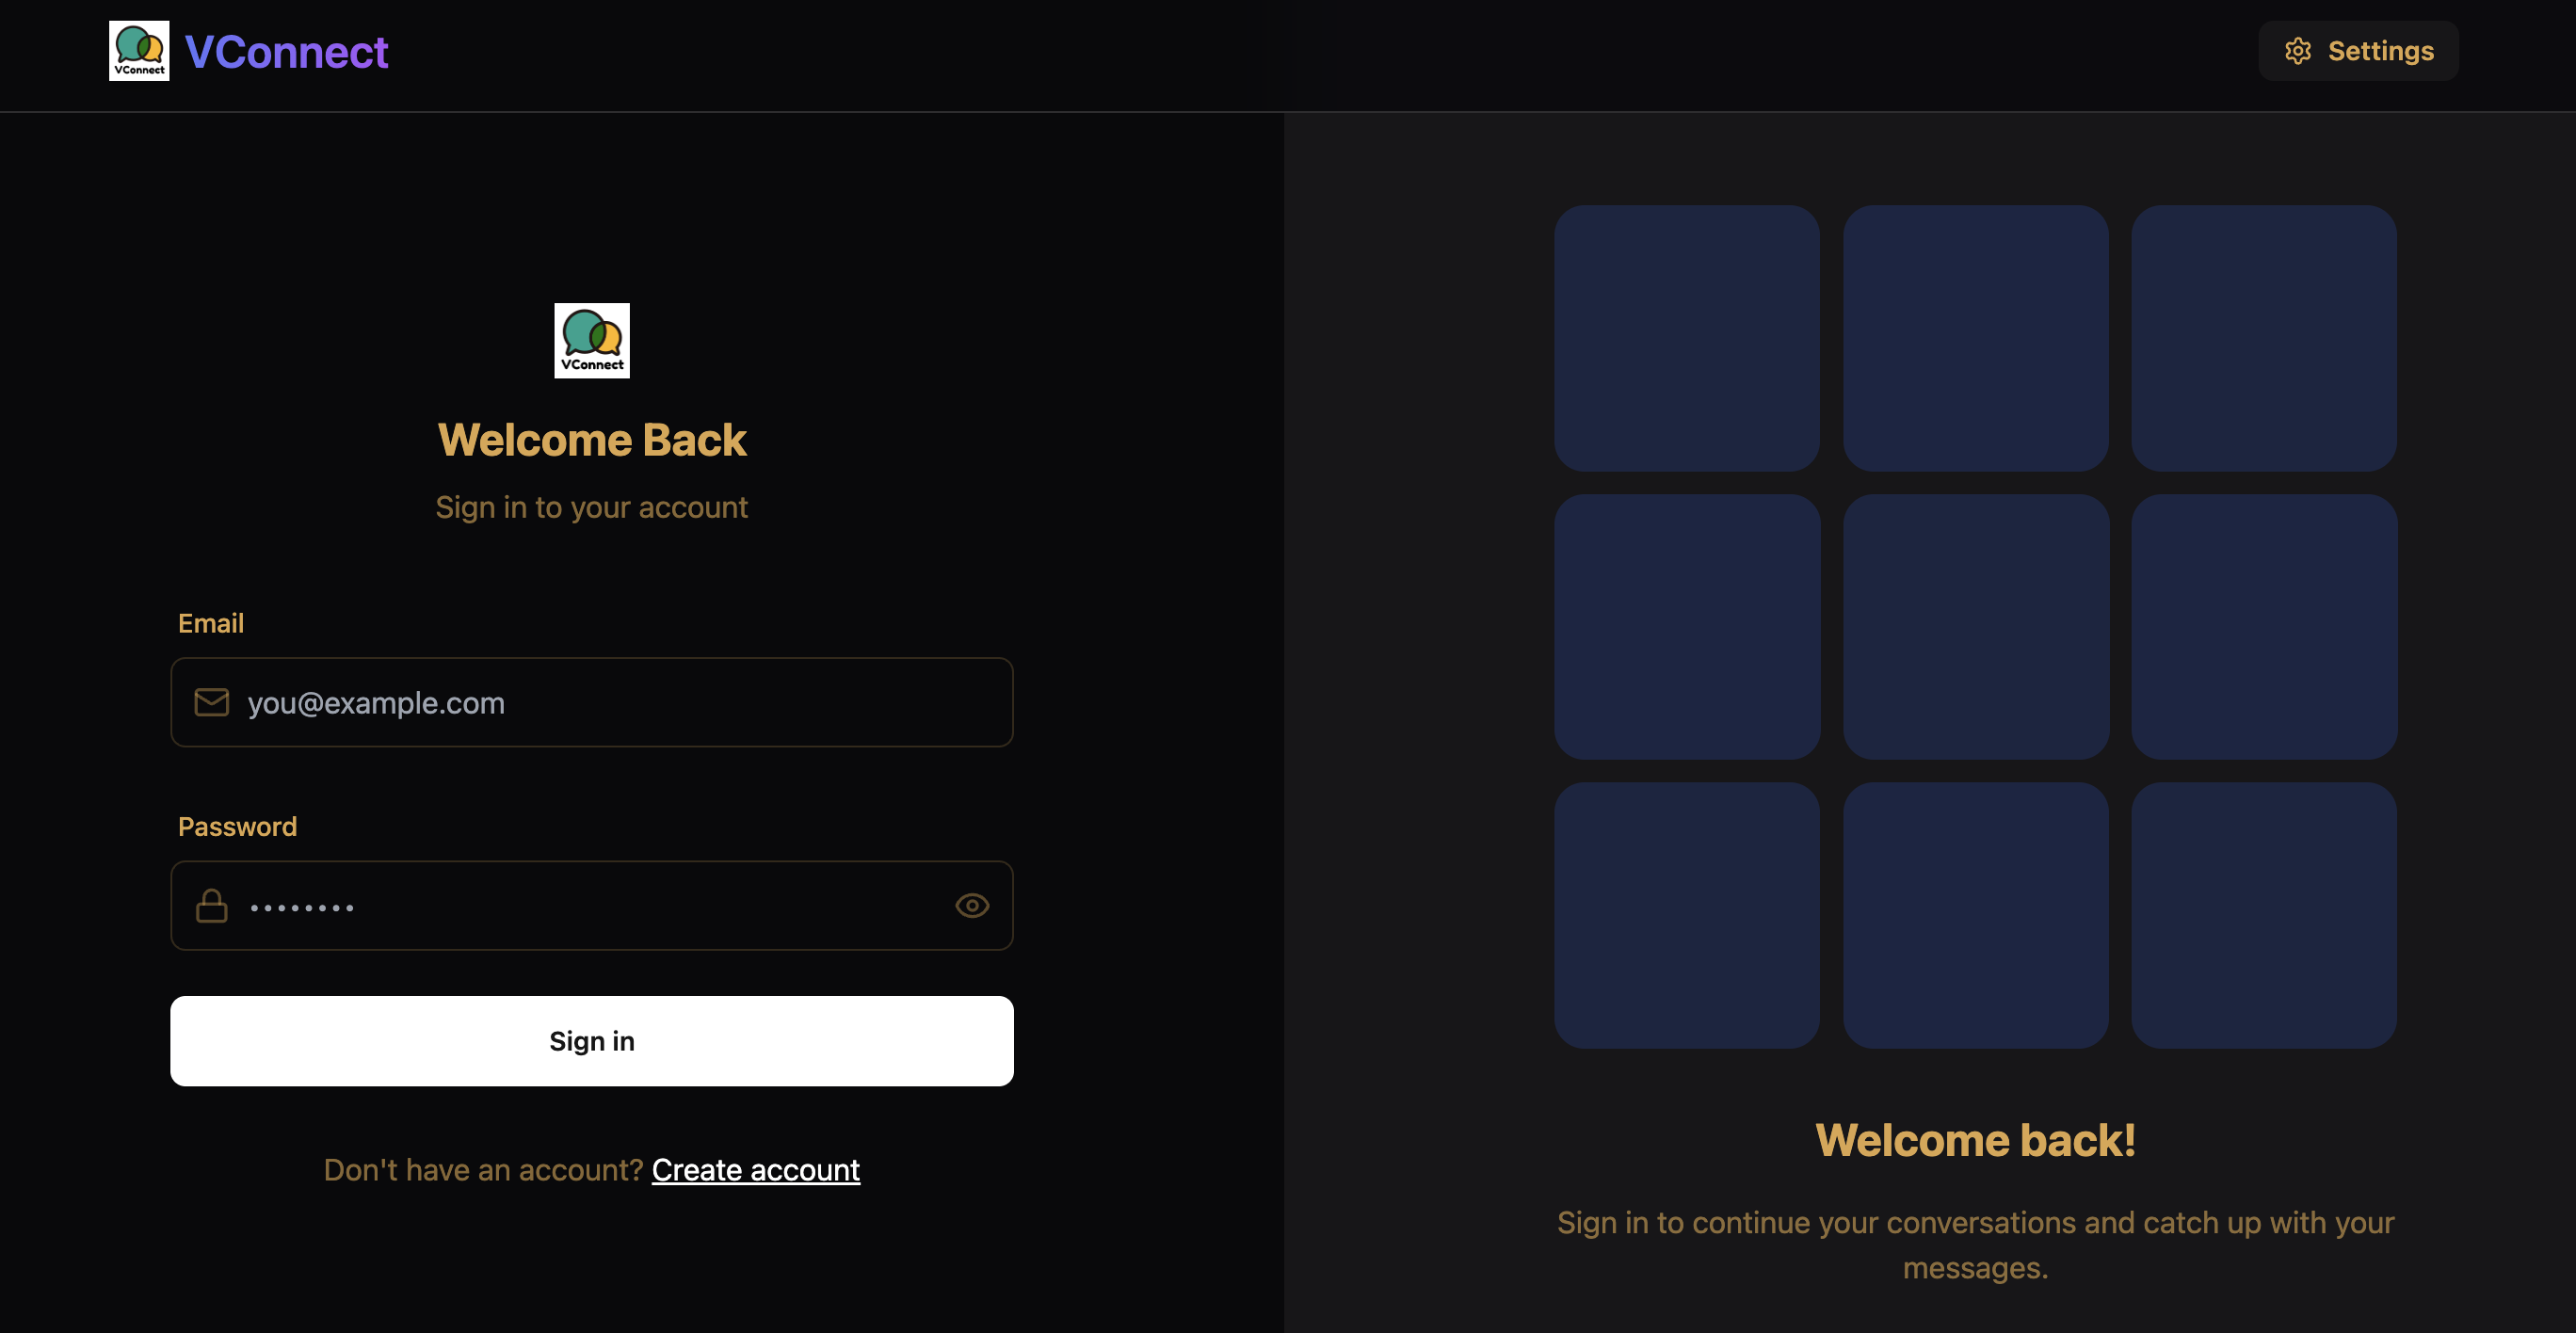 VConnect
VConnect
Settings
VConnect
Welcome Back
Sign in to your account
Email
you@example.com
Password
••••••••
Sign in
Don't have an account? Create account
Welcome back!
Sign in to continue your conversations and catch up with your
messages.